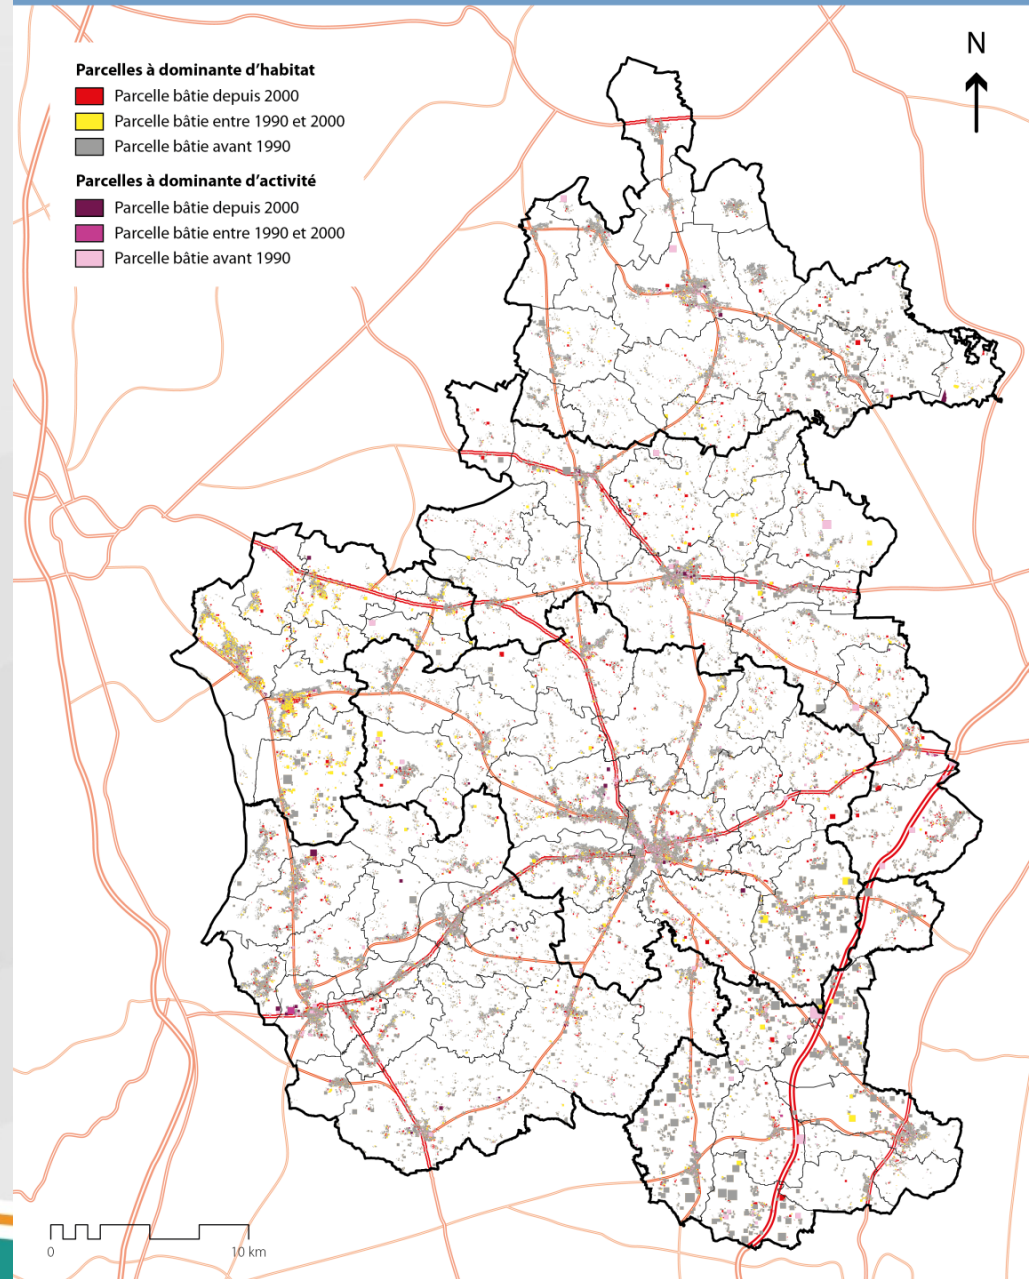 N
Parcelles à dominante d’habitat
Parcelle bâtie depuis 2000
Parcelle bâtie entre 1990 et 2000
Parcelle bâtie avant 1990
Parcelles à dominante d’activité
Parcelle bâtie depuis 2000
Parcelle bâtie entre 1990 et 2000
Parcelle bâtie avant 1990
0 10 km